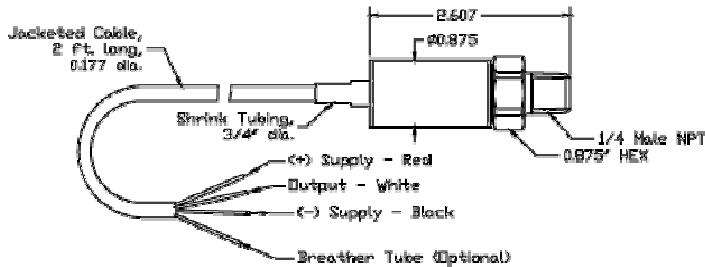 2.607
Jacketed Cable,
2 ft. long,
0.177 dia.
Ø0.875
Shrink Tubing,
3/4" dia.
1/4 Male NPT
0.875" HEX
(+) Supply - Red
Output - White
(-) Supply - Black
Breather Tube (Optional)